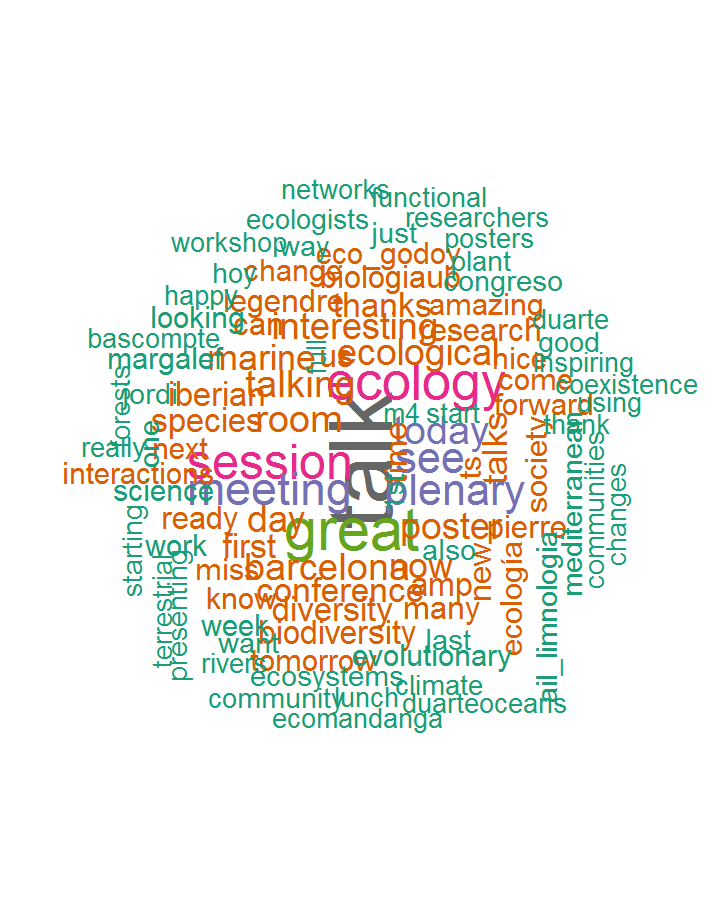 networks
functional
ecologists
researchers
workshop
way
just
posters
eco_godoy
plant
hoy
change
biologiaub
congreso
happy
legendre
thanks
amazing
looking
can
interesting
research
duarte
good
bascompte
margalef
marine
us
full
ecological
nice
inspiring
jordi
iberian
talking
ecology
come
coexistence
forests
species
room
m4
start
forward
using
thank
one
talk
time
today
talks
society
really
next
session
see
ts
interactions
science
meeting
plenary
mediterranean
communities
changes
starting
ready
day
great
poster
pierre
work
first
also
new
ecología
miss
barcelona
now
terrestrial
presenting
know
conference
amp
diversity
many
week
want
biodiversity
last
ail_limnologia
rivers
tomorrow
evolutionary
ecosystems
climate
community
lunch
duarteoceans
ecomandanga